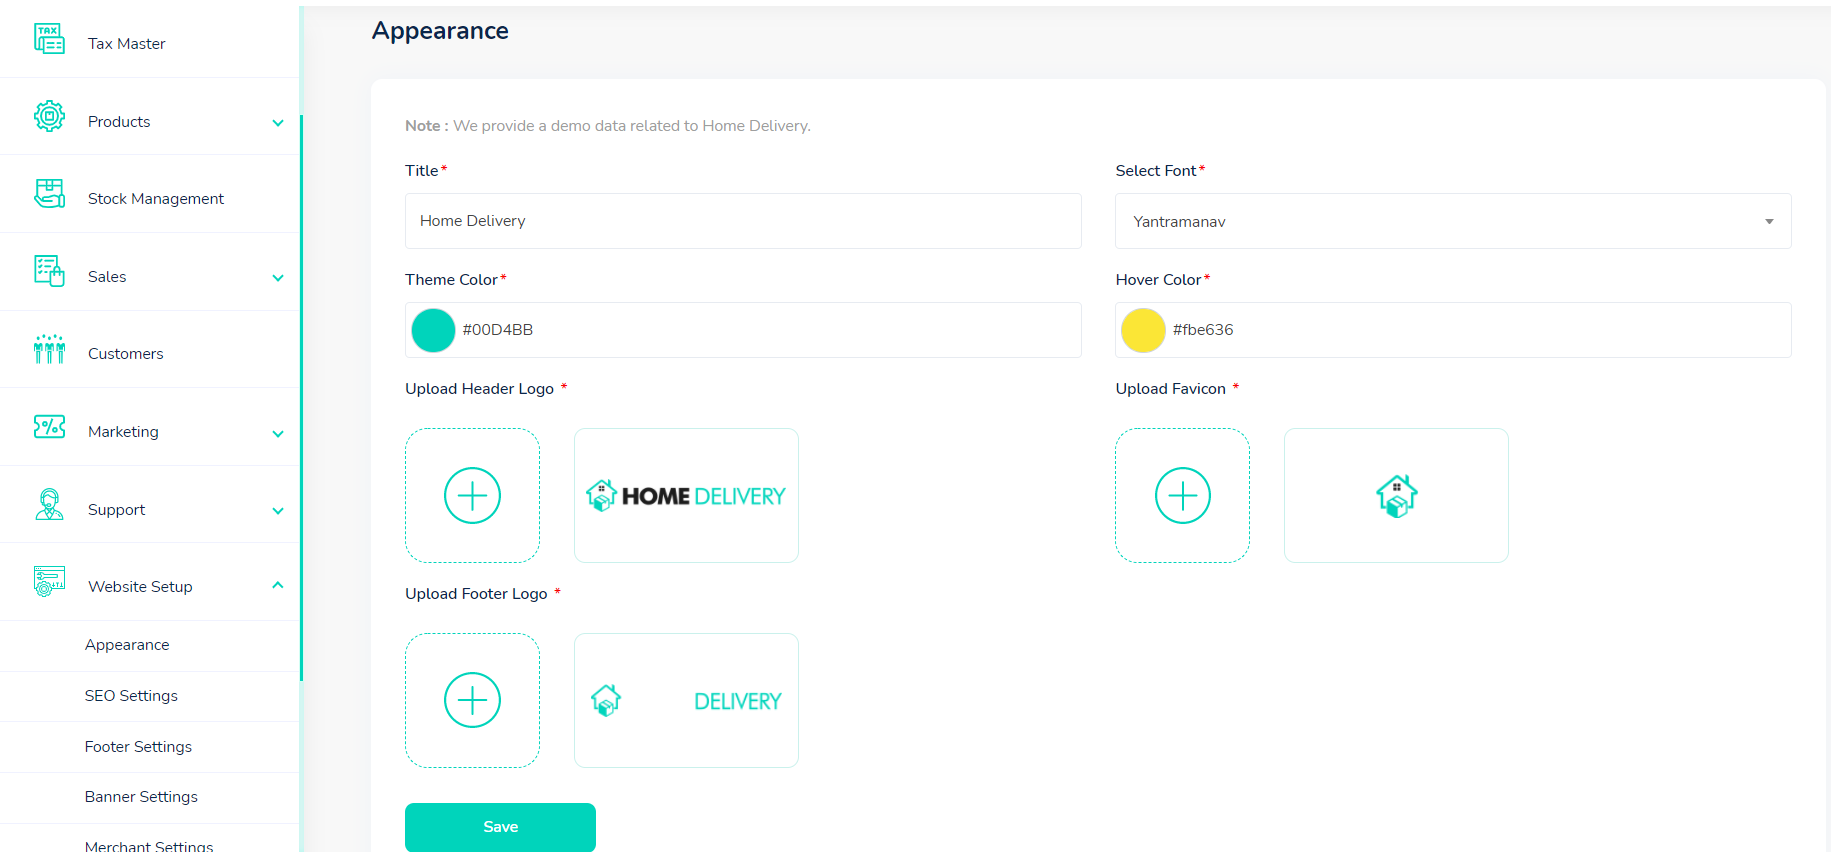 TAX
Tax Master
Products
Stock Management
Sales
Customers
Marketing
Support
Website Setup
Appearance
SEO Settings
Footer Settings
Banner Settings
Merchant Settings
Appearance
Note : We provide a demo data related to Home Delivery.
Title*
Home Delivery
Select Font*
Yantramanav
Theme Color*
#00D4BB
Hover Color*
#fbe636
Upload Header Logo *
HOME DELIVERY
Upload Favicon *
Upload Footer Logo *
DELIVERY
Save